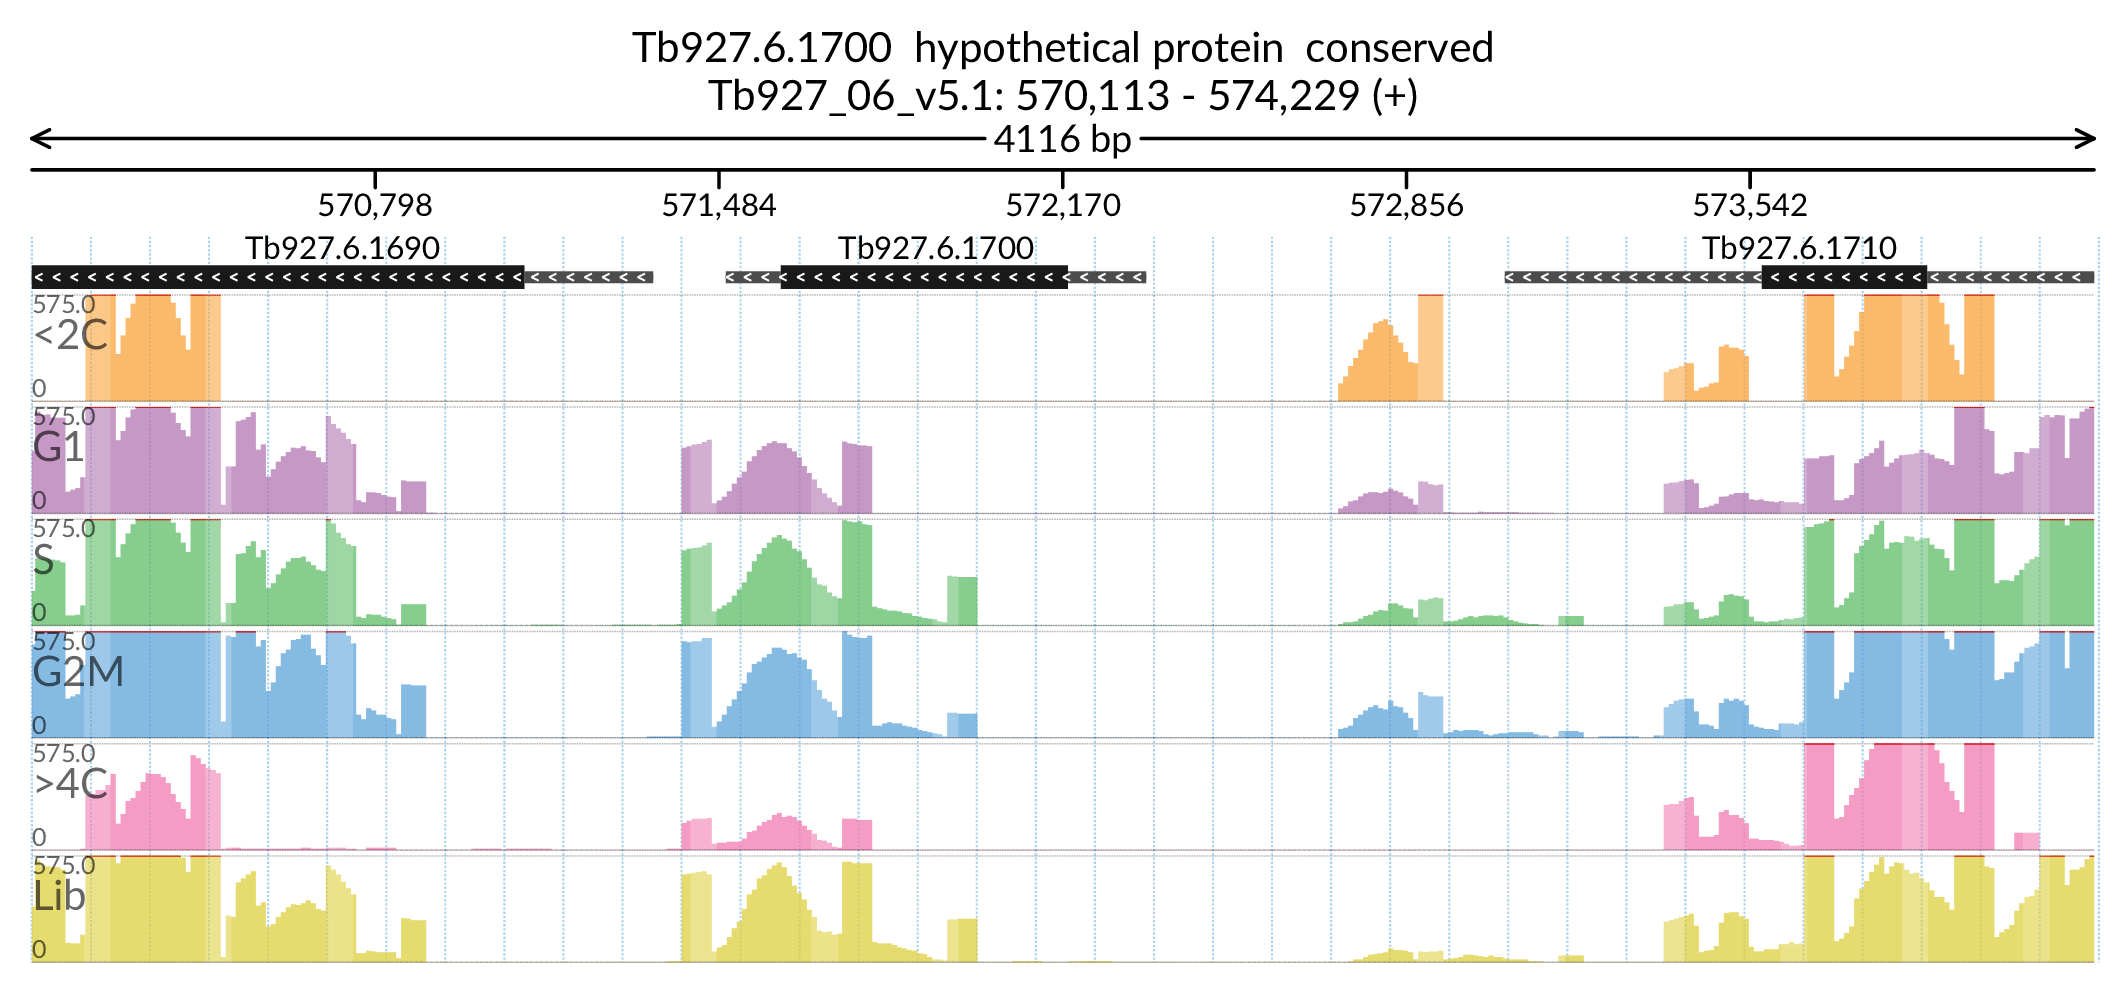 Tb927.6.1700  hypothetical protein  conserved
Tb927_06_v5.1: 570,113 - 574,229 (+)
4116 bp
570,798 571,484 572,170 572,856 573,542
Tb927.6.1690 Tb927.6.1700 Tb927.6.1710
575.0
<2C
0
575.0
G1
0
575.0
S
0
575.0
G2M
0
575.0
>4C
0
575.0
Lib
0